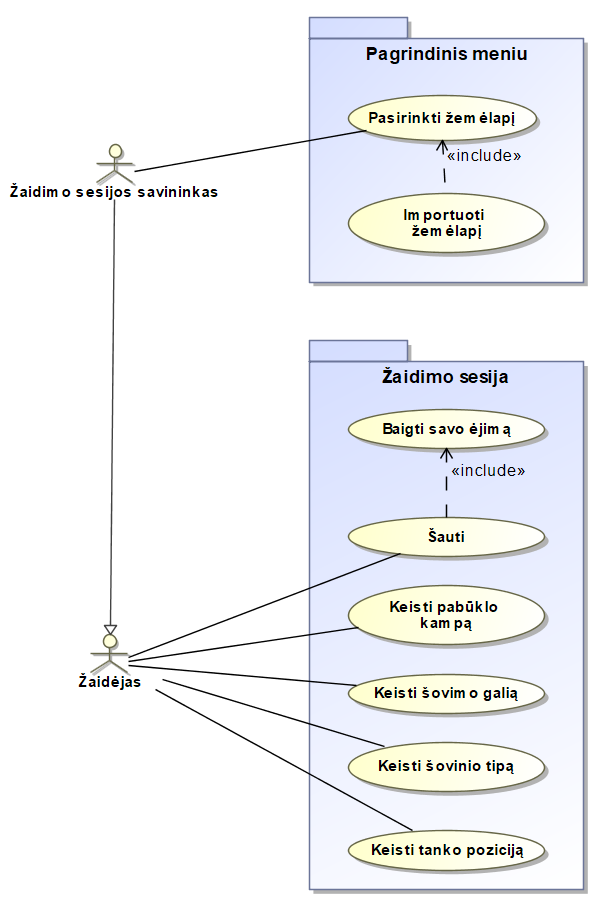 Pagrindinis meniu
Pasirinkti žemėlapį
«include»
Žaidimo sesijos savininkas
Importuoti
žemėlapį
Žaidimo sesija
Baigti savo ėjimą
«include»
Šauti
Keisti pabūklo
kampą
Žaidėjas
Keisti šovimo galią
Keisti šovinio tipą
Keisti tanko poziciją